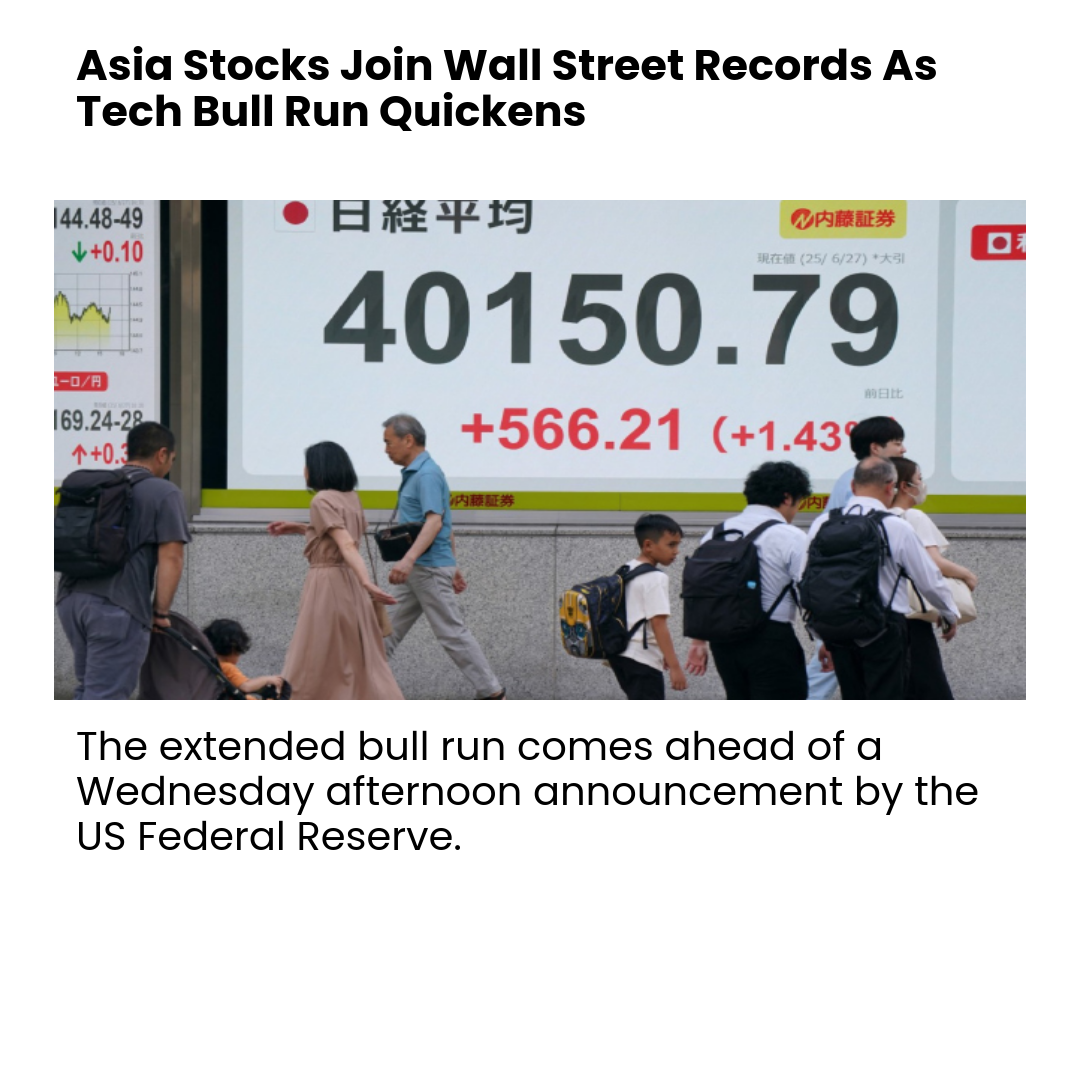 Asia Stocks Join Wall Street Records As
Tech Bull Run Quickens
144.48-49
+0.10
ユーロ/円
169.24-28
日経平均
内藤証券
現在値 (25/ 6/27) *大引
40150.79
前日比
+566.21 (+1.43
内藤証券
The extended bull run comes ahead of a
Wednesday afternoon announcement by the
US Federal Reserve.